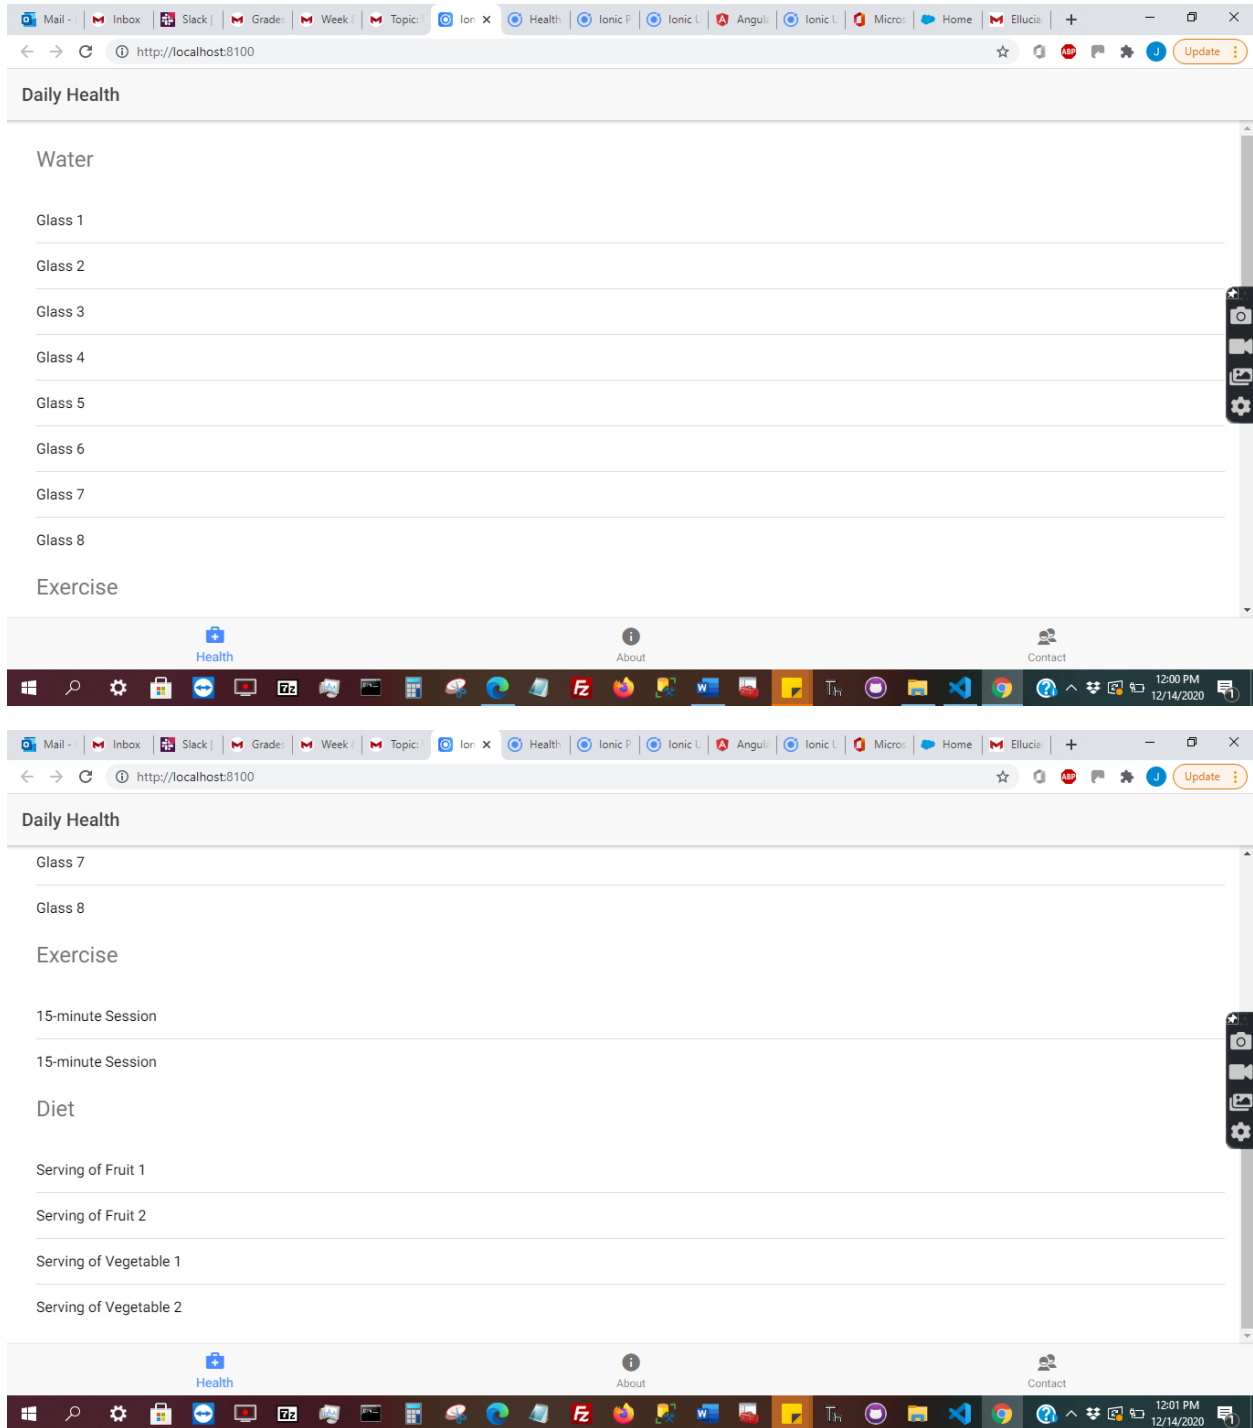 Mail - Inbox Slack | Grade Week Topic: Ion Health Ionic P Ionic Angul Ionic Micros Home Ellucia
http://localhost:8100 ABP J Update
Daily Health
Water
Glass 1
Glass 2
Glass 3
Glass 4
Glass 5
Glass 6
Glass 7
Glass 8
Exercise
Health About Contact
12:00 PM
12/14/2020
Mail - Inbox Slack | Grade Week Topic: Ion Health Ionic P Ionic Angul Ionic Micros Home Ellucia
http://localhost:8100 ABP J Update
Daily Health
Glass 7
Glass 8
Exercise
15-minute Session
15-minute Session
Diet
Serving of Fruit 1
Serving of Fruit 2
Serving of Vegetable 1
Serving of Vegetable 2
Health About Contact
12:01 PM
12/14/2020